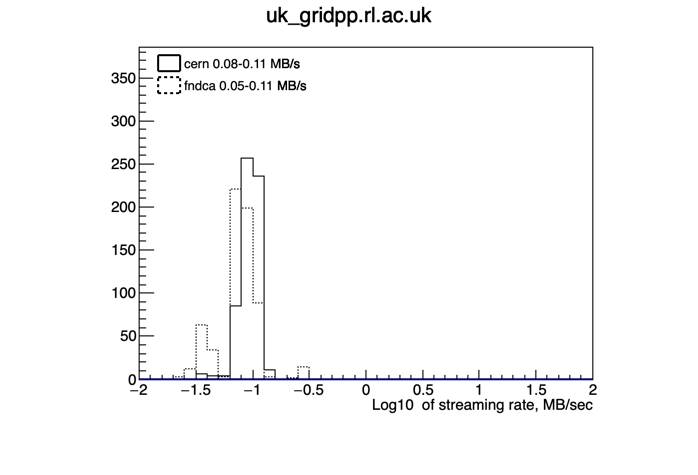 uk_gridpp.rl.ac.uk
cern 0.08-0.11 MB/s
fndca 0.05-0.11 MB/s
350
300
250
200
150
100
50
0
−2 −1.5 −1 −0.5 0 0.5 1 1.5 2
Log10 of streaming rate, MB/sec